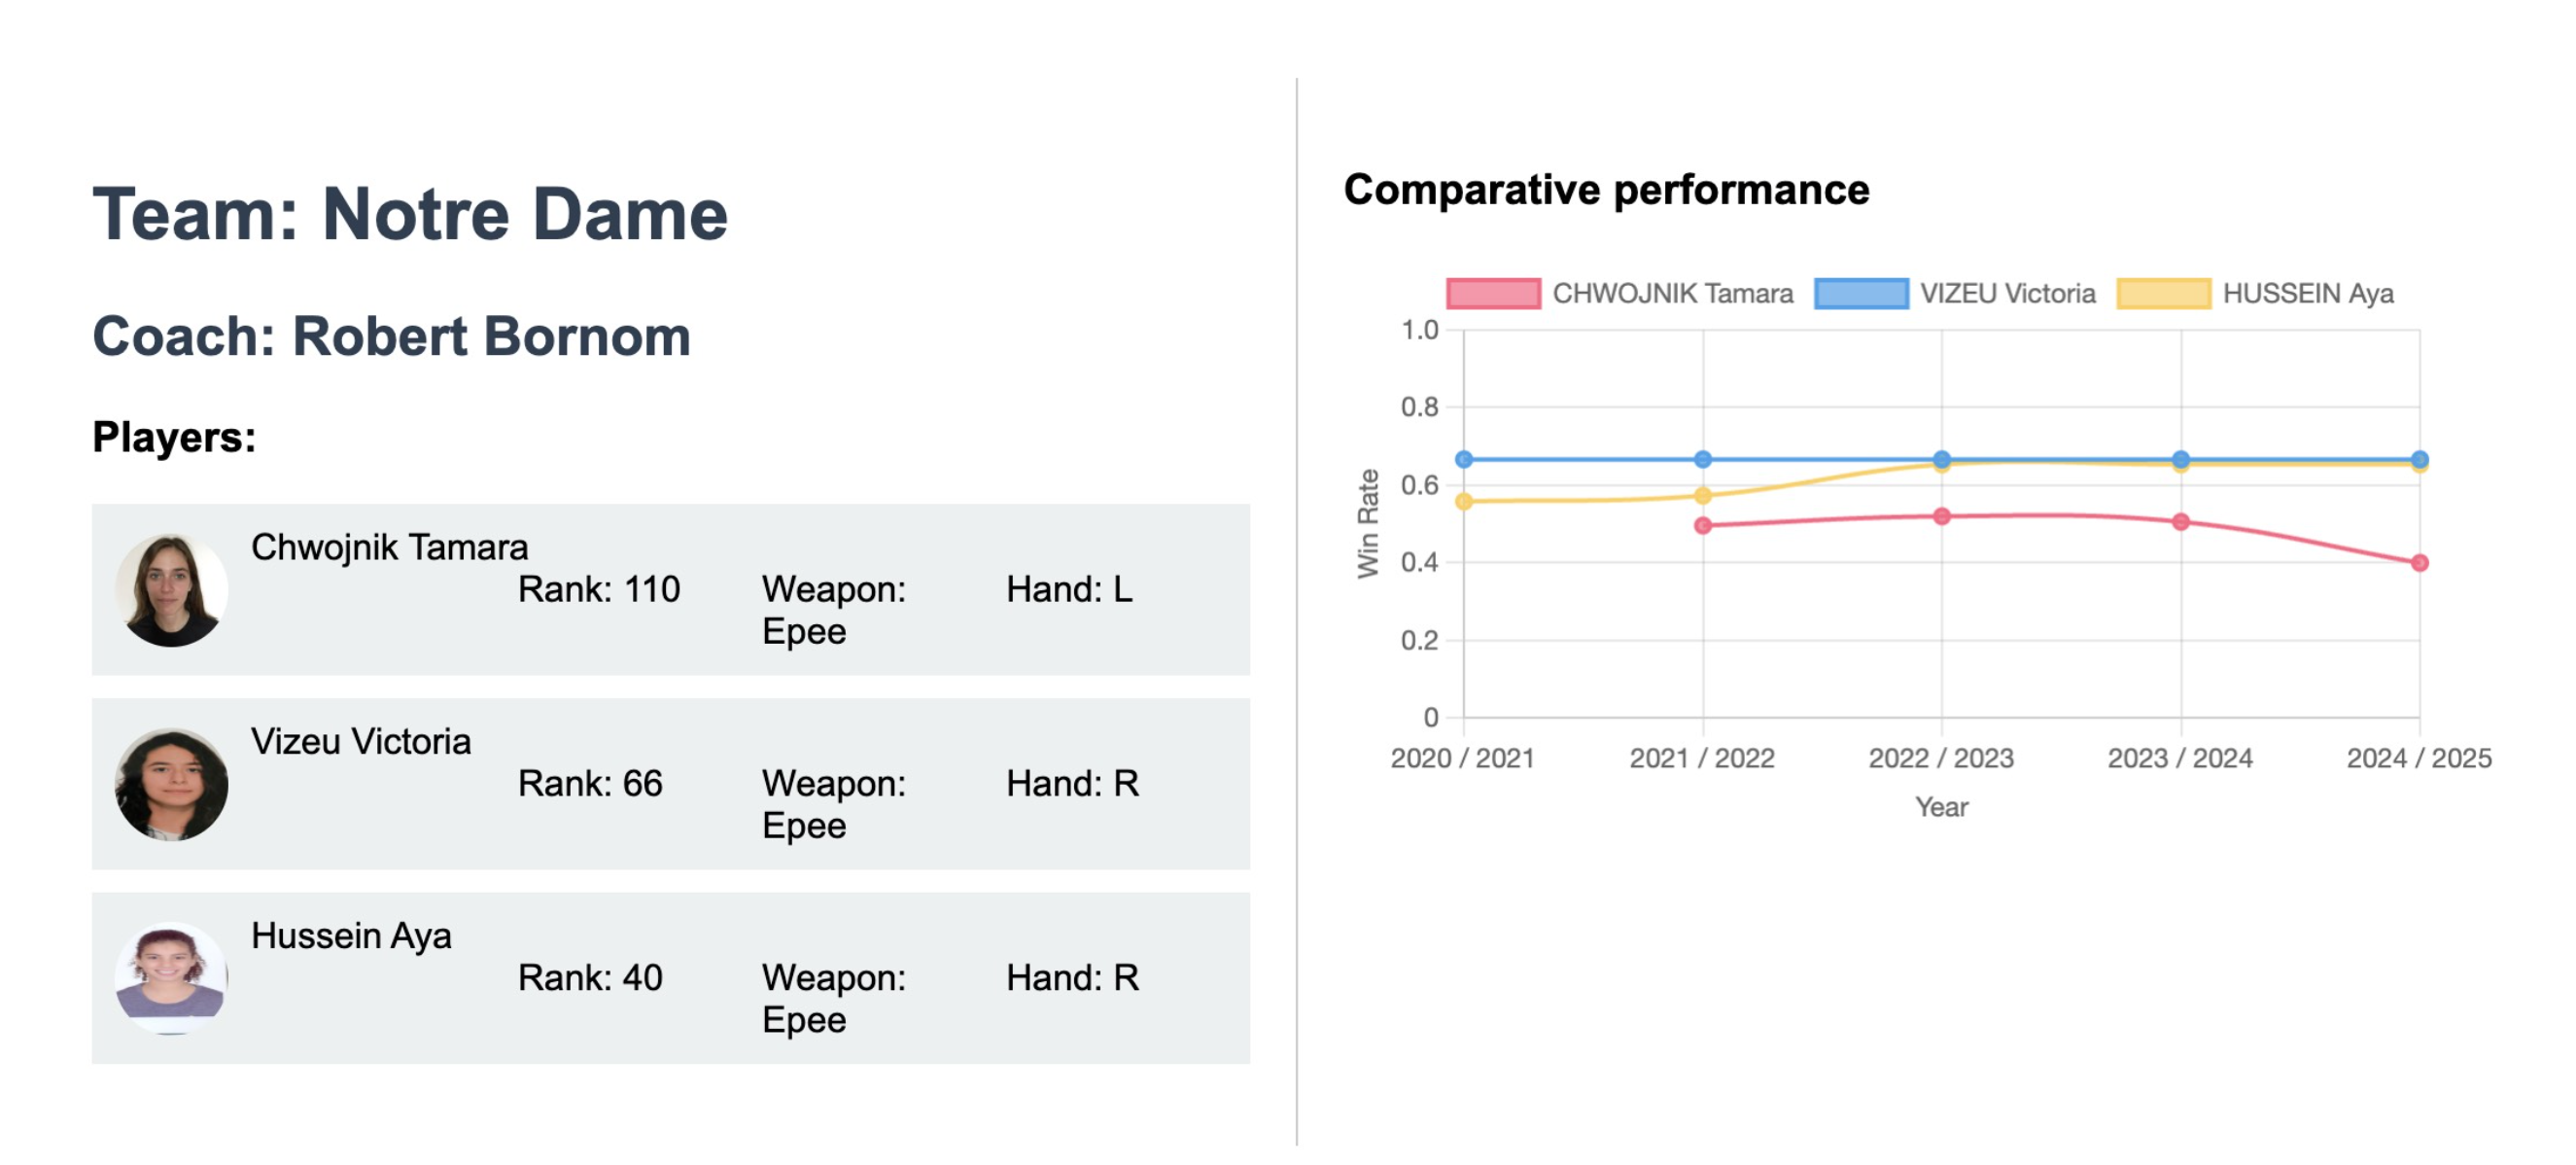 Team: Notre Dame
Coach: Robert Bornom
Players:
Chwojnik Tamara
Rank: 110
Weapon:
Epee
Hand: L
Vizeu Victoria
Rank: 66
Weapon:
Epee
Hand: R
Hussein Aya
Rank: 40
Weapon:
Epee
Hand: R
Comparative performance
CHWOJNIK Tamara
VIZEU Victoria
HUSSEIN Aya
1.0
0.8
0.6
0.4
0.2
0
Win Rate
2020 / 2021
2021 / 2022
2022 / 2023
2023 / 2024
2024 / 2025
Year